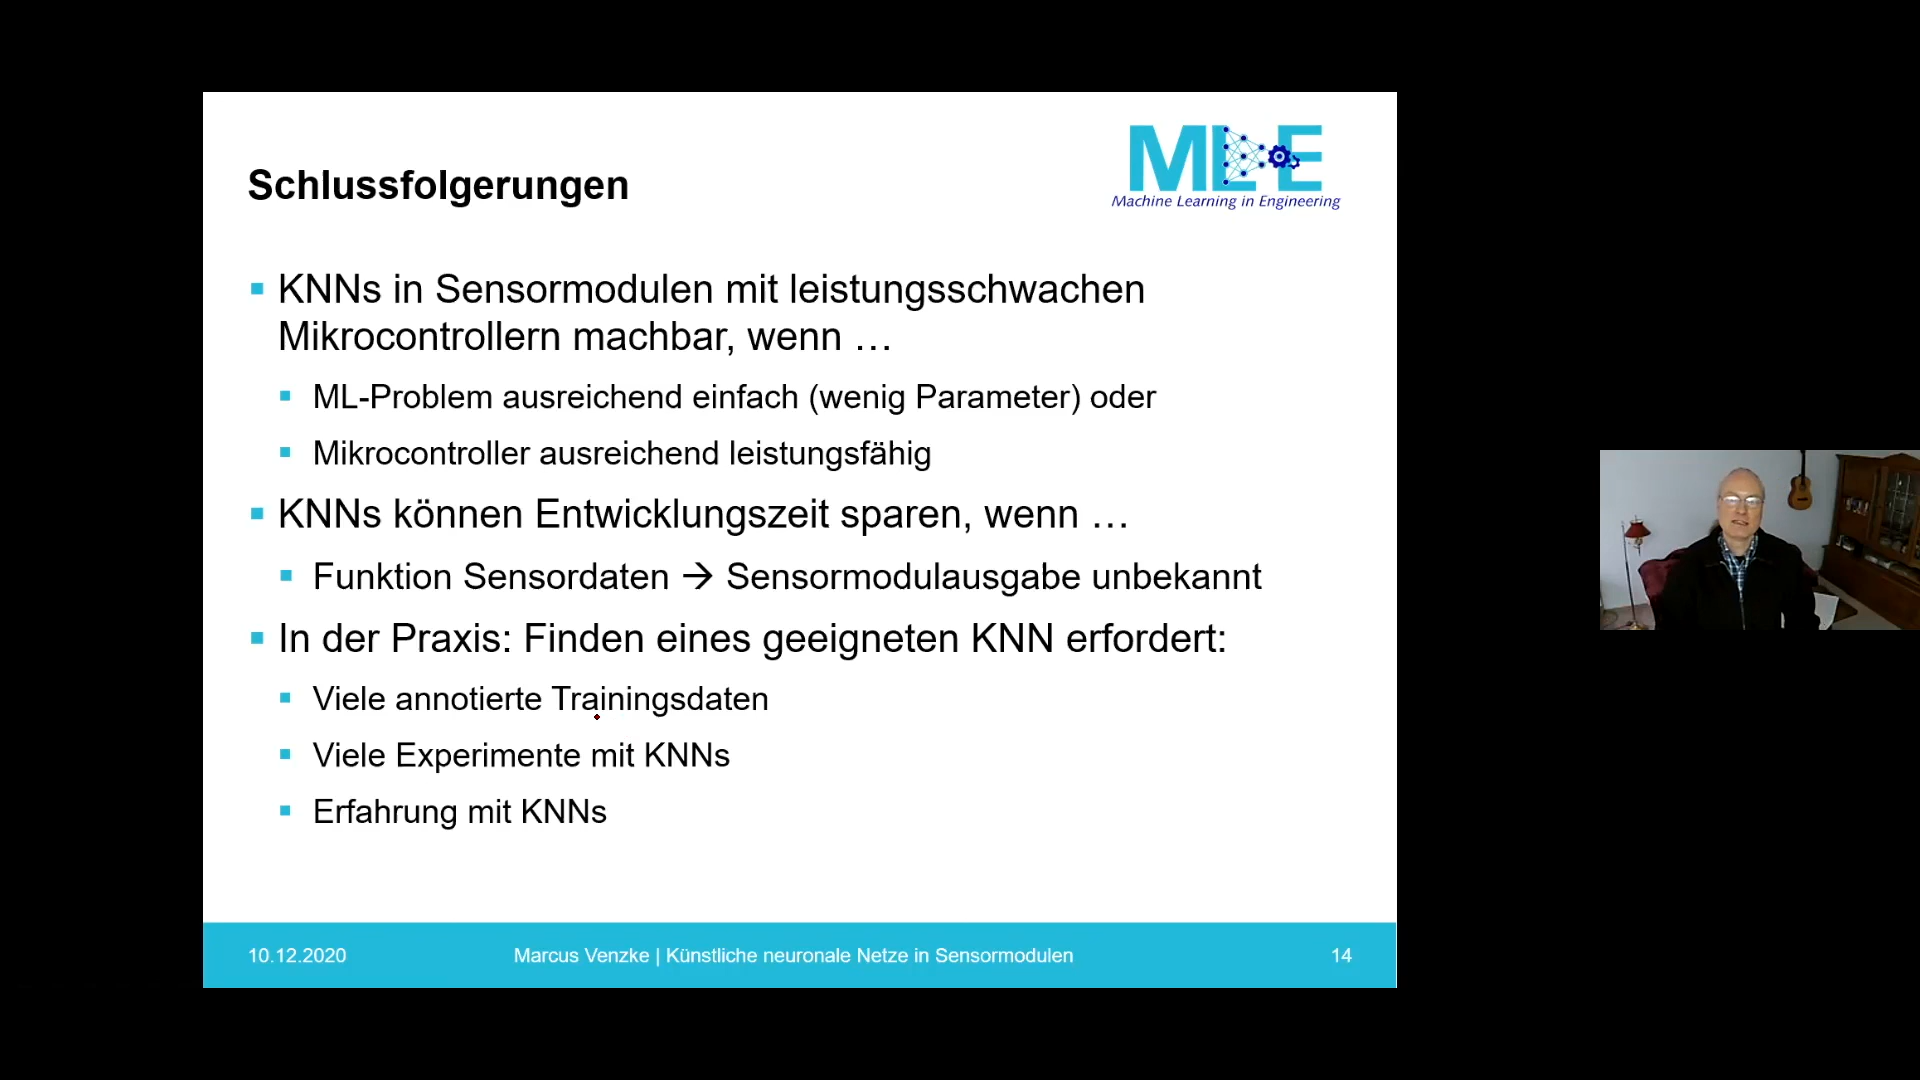 MLE
Machine Learning in Engineering
Schlussfolgerungen
KNNs in Sensormodulen mit leistungsschwachen
Mikrocontrollern machbar, wenn …
ML-Problem ausreichend einfach (wenig Parameter) oder
Mikrocontroller ausreichend leistungsfähig
KNNs können Entwicklungszeit sparen, wenn …
Funktion Sensordaten → Sensormodulausgabe unbekannt
In der Praxis: Finden eines geeigneten KNN erfordert:
Viele annotierte Trainingsdaten
Viele Experimente mit KNNs
Erfahrung mit KNNs
10.12.2020 Marcus Venzke | Künstliche neuronale Netze in Sensormodulen 14